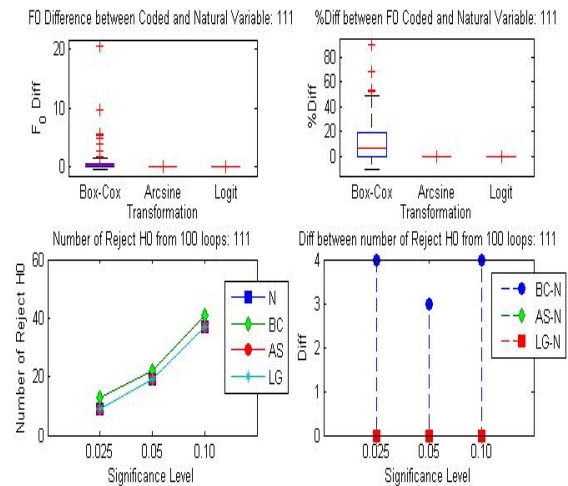 F0 Difference between Coded and Natural Variable: 111
20
10
0
F0 Diff
Box-Cox Arcsine Logit
Transformation
%Diff between F0 Coded and Natural Variable: 111
80
60
40
20
0
%Diff
Box-Cox Arcsine Logit
Transformation
Number of Reject H0 from 100 loops: 111
60
40
20
0
Number of Reject H0
N
BC
AS
LG
0.025 0.05 0.10
Significance Level
Diff between number of Reject H0 from 100 loops: 111
4
3
2
1
0
Diff
BC-N
AS-N
LG-N
0.025 0.05 0.10
Significance Level